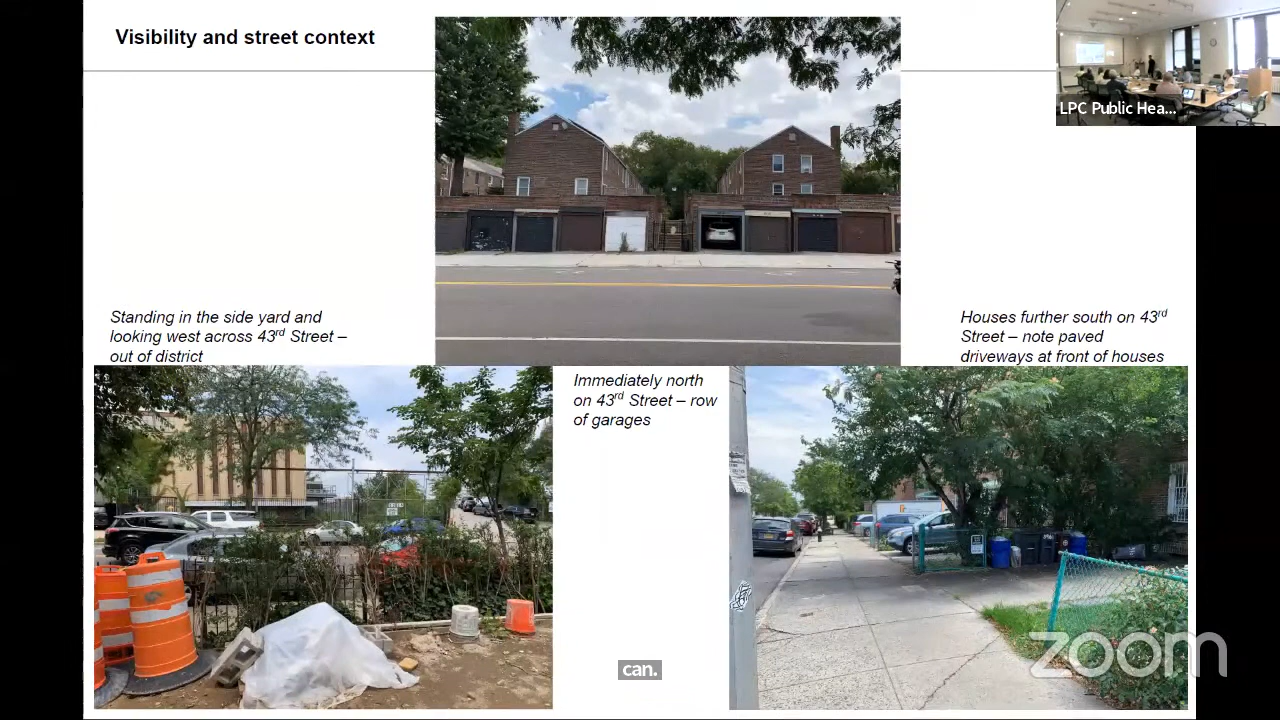 Visibility and street context
LPC Public Hea...
Standing in the side yard and
looking west across 43rd Street –
out of district
Houses further south on 43rd
Street – note paved
driveways at front of houses
Immediately north
on 43rd Street – row
of garages
can.
zoom